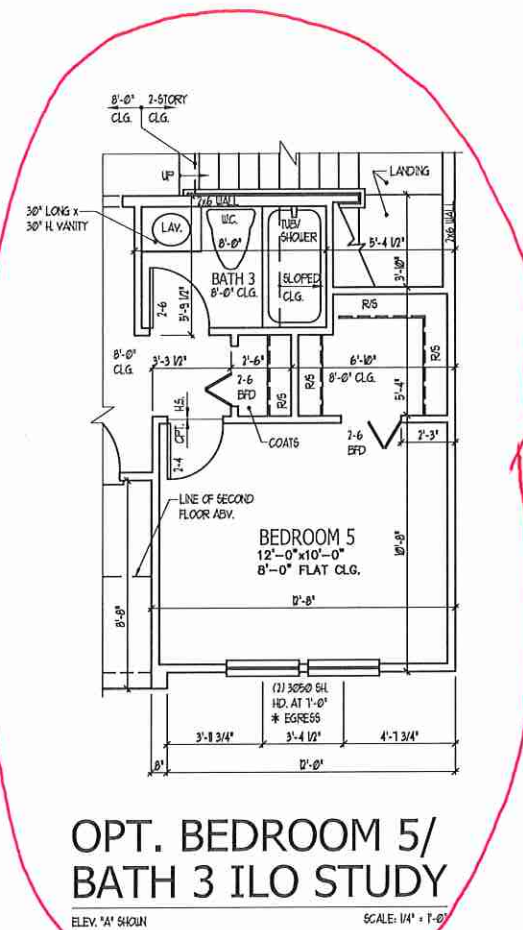 8'-0" 2-STORY
CLG. CLG.
UP
LANDING
2x6 WALL
30" LONG x
30" H. VANITY
LAV.
W.C.
8'-0"
TUB/
SHOWER
5'-4 1/2"
2x6 WALL
BATH 3
8'-0" CLG.
SLOPED
CLG.
3'-10"
2-6
5'-9 1/2"
R/S
8'-0"
CLG.
3'-3 1/2"
2'-6"
6'-10"
8'-0" CLG.
R/S
2-6
BFD
R/S
R/S
5'-4"
OPT. H.S.
COATS
2-6
BFD
2'-3"
2-4
LINE OF SECOND
FLOOR ABV.
BEDROOM 5
12'-0"x10'-0"
8'-0" FLAT CLG.
10'-8"
12'-8"
8'-8"
(2) 3050 SH.
HD. AT 7'-0"
* EGRESS
3'-11 3/4" 3'-4 1/2" 4'-7 3/4"
8" 12'-0"
OPT. BEDROOM 5/
BATH 3 ILO STUDY
ELEV. "A" SHOWN SCALE: 1/4" = 1'-0"